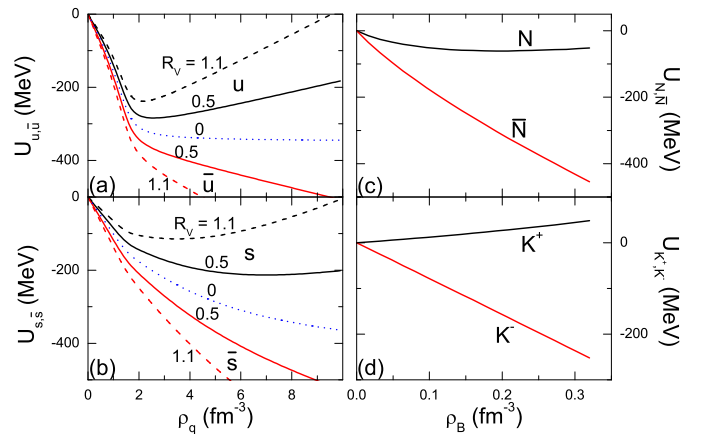 0
-200
-400
U_{u,ū} (MeV)
R_V = 1.1
u
0.5
0
0.5
1.1
ū
(a)
0
-200
-400
U_{s,s̄} (MeV)
R_V = 1.1
s
0.5
0
0.5
1.1
s̄
(b)
0 2 4 6 8
ρ_q (fm⁻³)
N
N̄
(c)
0
-100
-200
-300
-400
U_{N,N̄} (MeV)
K⁺
K⁻
(d)
0
-200
U_{K⁺,K⁻} (MeV)
0.0 0.1 0.2 0.3
ρ_B (fm⁻³)